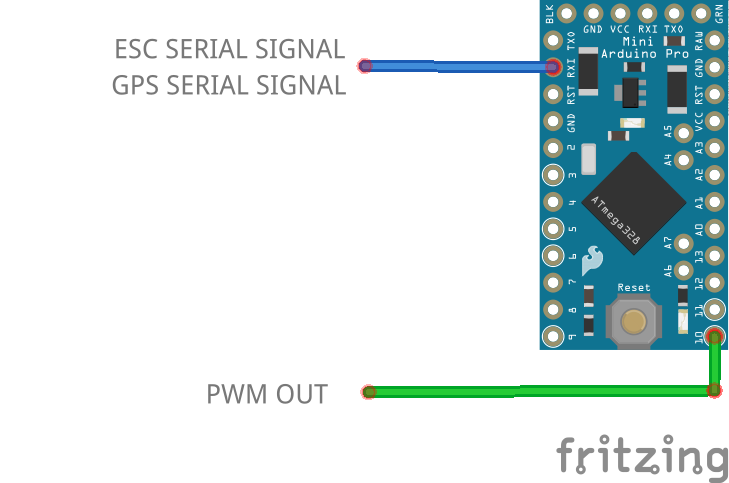 ESC SERIAL SIGNAL
GPS SERIAL SIGNAL
PWM OUT
BLK
GND VCC RXI TXO
GRN
Mini
Arduino Pro
TXO
RXI
RST
GND
2
3
4
5
6
7
8
9
RAW
GND
RST
VCC
A3
A2
A1
A0
13
12
11
10
A5
A4
A7
A6
ATmega328
Reset
fritzing